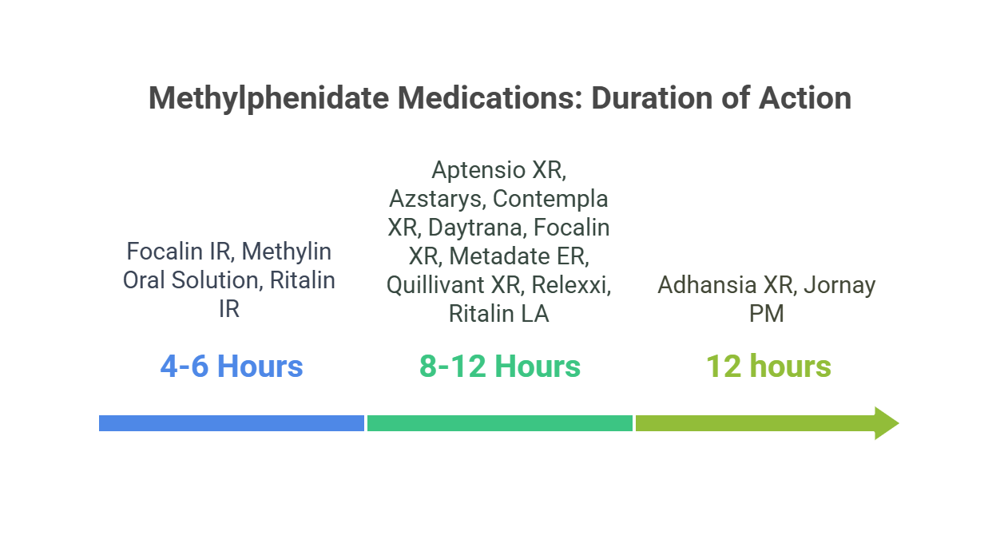 Methylphenidate Medications: Duration of Action
Focalin IR, Methylin
Oral Solution, Ritalin
IR
4-6 Hours
Aptensio XR,
Azstarys, Contempla
XR, Daytrana, Focalin
XR, Metadate ER,
Quillivant XR, Relexxi,
Ritalin LA
8-12 Hours
Adhansia XR, Jornay
PM
12 hours